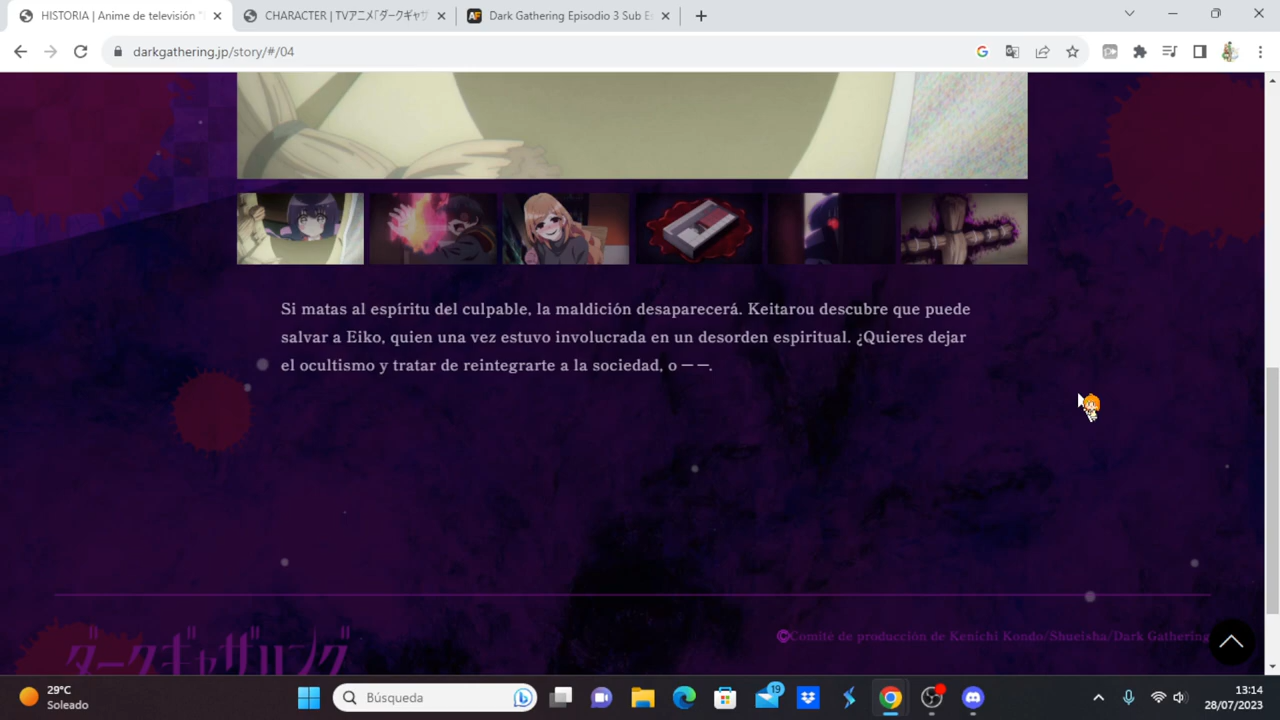 HISTORIA | Anime de televisión "
CHARACTER | TVアニメ「ダークギャザ
Dark Gathering Episodio 3 Sub Es
darkgathering.jp/story/#/04
Si matas al espíritu del culpable, la maldición desaparecerá. Keitarou descubre que puede
salvar a Eiko, quien una vez estuvo involucrada en un desorden espiritual. ¿Quieres dejar
el ocultismo y tratar de reintegrarte a la sociedad, o ――.
©Comité de producción de Kenichi Kondo/Shueisha/Dark Gathering
ダークギャザリング
29°C
Soleado
Búsqueda
19
13:14
28/07/2023